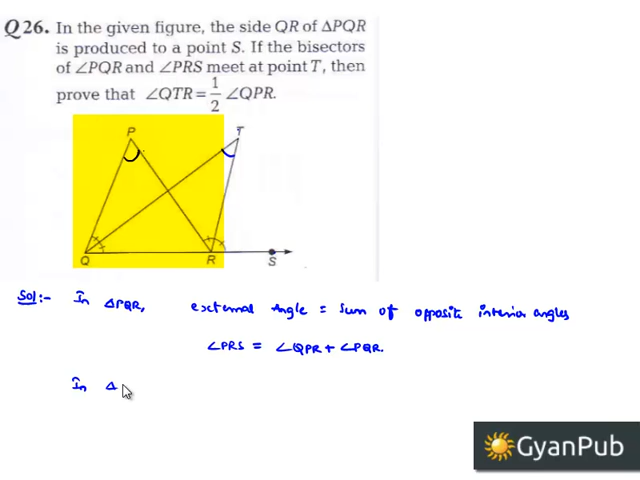 Q26. In the given figure, the side QR of ΔPQR
is produced to a point S. If the bisectors
of ∠PQR and ∠PRS meet at point T, then
prove that ∠QTR = 1/2 ∠QPR.
P T
Q R S
Sol:- In ΔPQR, external Angle = Sum of opposite interior angles
∠PRS = ∠QPR + ∠PQR.
In Δ
GyanPub